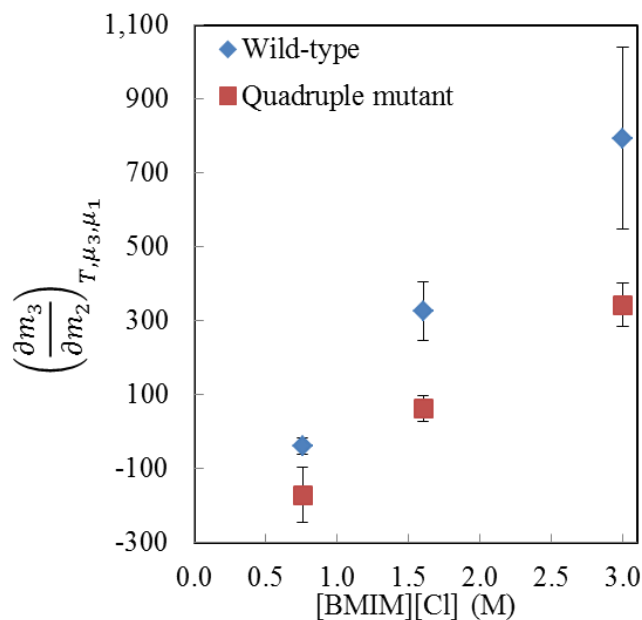 1,100
900
700
500
300
100
-100
-300
Wild-type
Quadruple mutant
(∂m₃/∂m₂)T,μ₃,μ₁
0.0 0.5 1.0 1.5 2.0 2.5 3.0
[BMIM][Cl] (M)